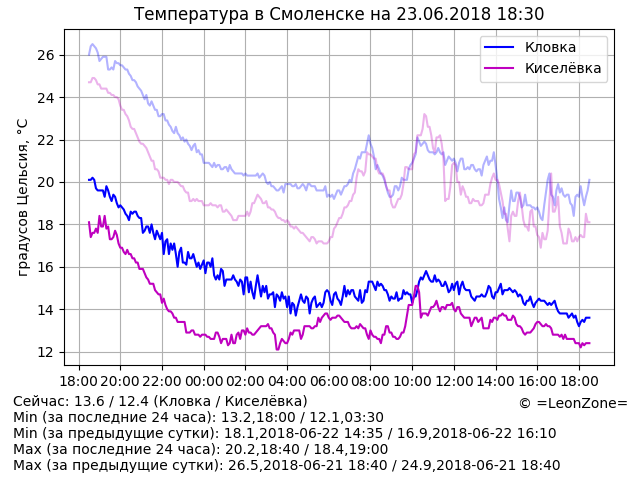 Температура в Смоленске на 23.06.2018 18:30
Кловка
Киселёвка
градусов Цельсия, °C
26
24
22
20
18
16
14
12
18:00 20:00 22:00 00:00 02:00 04:00 06:00 08:00 10:00 12:00 14:00 16:00 18:00
Сейчас: 13.6 / 12.4 (Кловка / Киселёвка)
© =LeonZone=
Min (за последние 24 часа): 13.2,18:00 / 12.1,03:30
Min (за предыдущие сутки): 18.1,2018-06-22 14:35 / 16.9,2018-06-22 16:10
Max (за последние 24 часа): 20.2,18:40 / 18.4,19:00
Max (за предыдущие сутки): 26.5,2018-06-21 18:40 / 24.9,2018-06-21 18:40